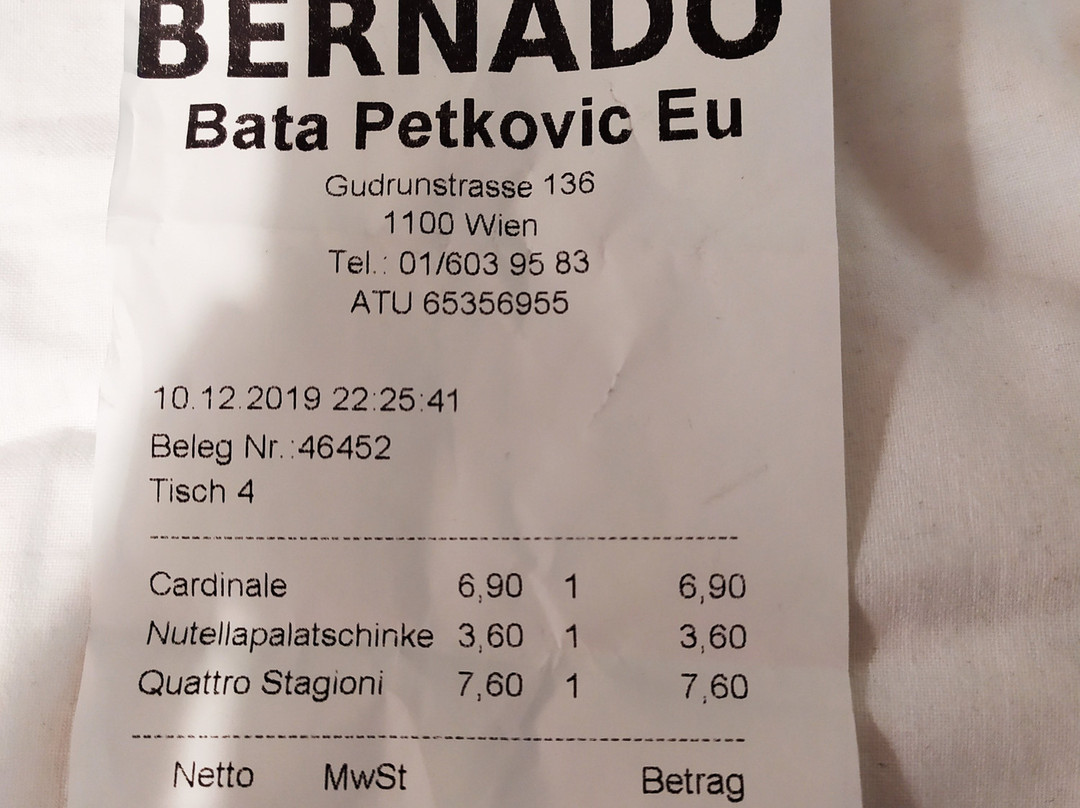 BERNADO
Bata Petkovic Eu
Gudrunstrasse 136
1100 Wien
Tel.: 01/603 95 83
ATU 65356955
10.12.2019 22:25:41
Beleg Nr.:46452
Tisch 4
Cardinale 6,90 1 6,90
Nutellapalatschinke 3,60 1 3,60
Quattro Stagioni 7,60 1 7,60
Netto MwSt Betrag